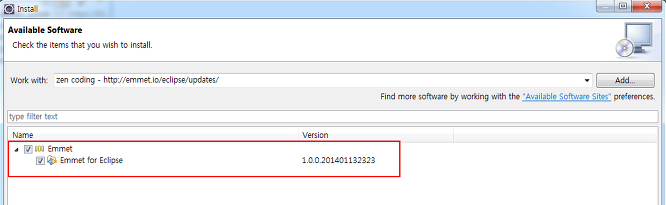 Install
Available Software
Check the items that you wish to install.
Work with: zen coding - http://emmet.io/eclipse/updates/ Add...
Find more software by working with the "Available Software Sites" preferences.
type filter text
Name Version
Emmet
Emmet for Eclipse 1.0.0.201401132323